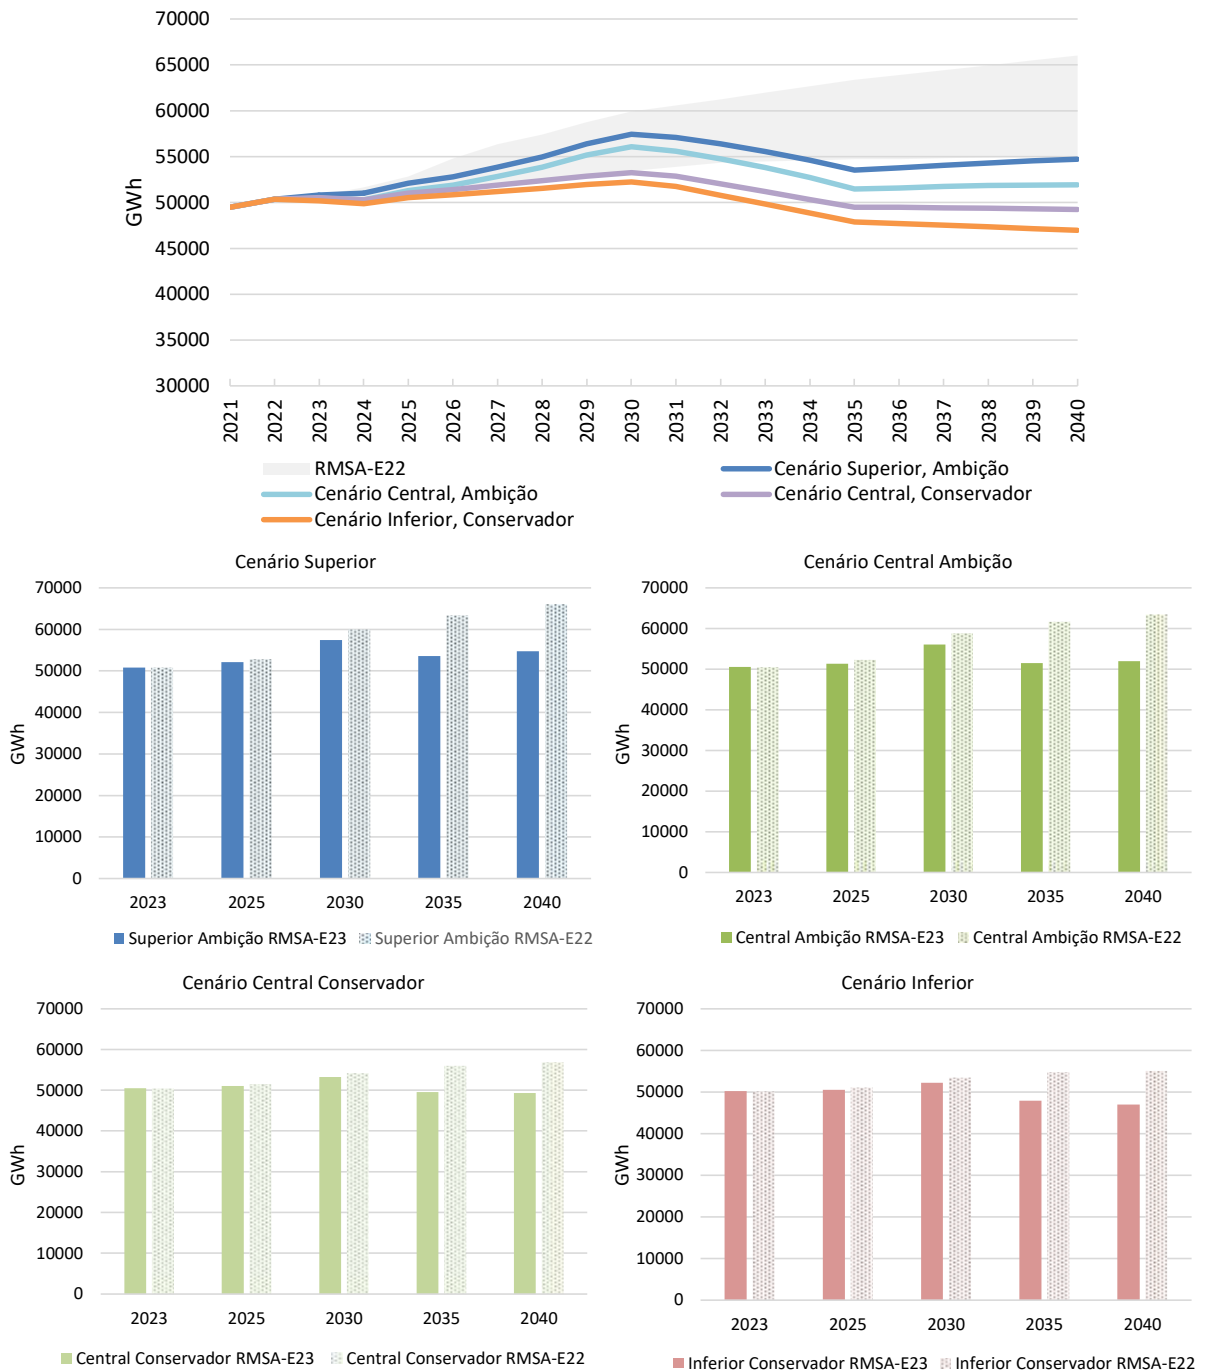 70000
65000
60000
55000
50000
45000
40000
35000
30000
GWh
2021 2022 2023 2024 2025 2026 2027 2028 2029 2030 2031 2032 2033 2034 2035 2036 2037 2038 2039 2040
RMSA-E22 Cenário Superior, Ambição
Cenário Central, Ambição Cenário Central, Conservador
Cenário Inferior, Conservador
Cenário Superior
70000
60000
50000
40000
30000
20000
10000
0
GWh
2023 2025 2030 2035 2040
Superior Ambição RMSA-E23 Superior Ambição RMSA-E22
Cenário Central Ambição
70000
60000
50000
40000
30000
20000
10000
0
GWh
2023 2025 2030 2035 2040
Central Ambição RMSA-E23 Central Ambição RMSA-E22
Cenário Central Conservador
70000
60000
50000
40000
30000
20000
10000
0
GWh
2023 2025 2030 2035 2040
Central Conservador RMSA-E23 Central Conservador RMSA-E22
Cenário Inferior
70000
60000
50000
40000
30000
20000
10000
0
GWh
2023 2025 2030 2035 2040
Inferior Conservador RMSA-E23 Inferior Conservador RMSA-E22